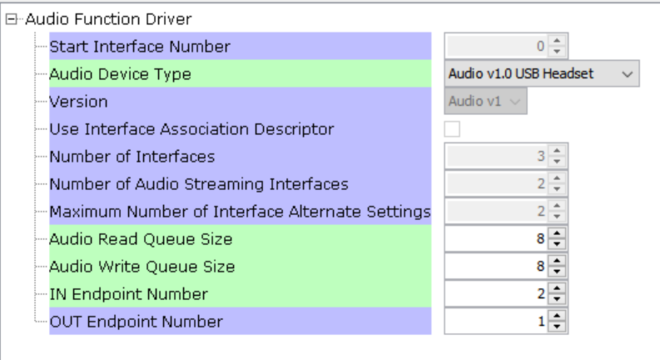 Audio Function Driver
Start Interface Number 0
Audio Device Type Audio v1.0 USB Headset
Version Audio v1
Use Interface Association Descriptor
Number of Interfaces 3
Number of Audio Streaming Interfaces 2
Maximum Number of Interface Alternate Settings 2
Audio Read Queue Size 8
Audio Write Queue Size 8
IN Endpoint Number 2
OUT Endpoint Number 1